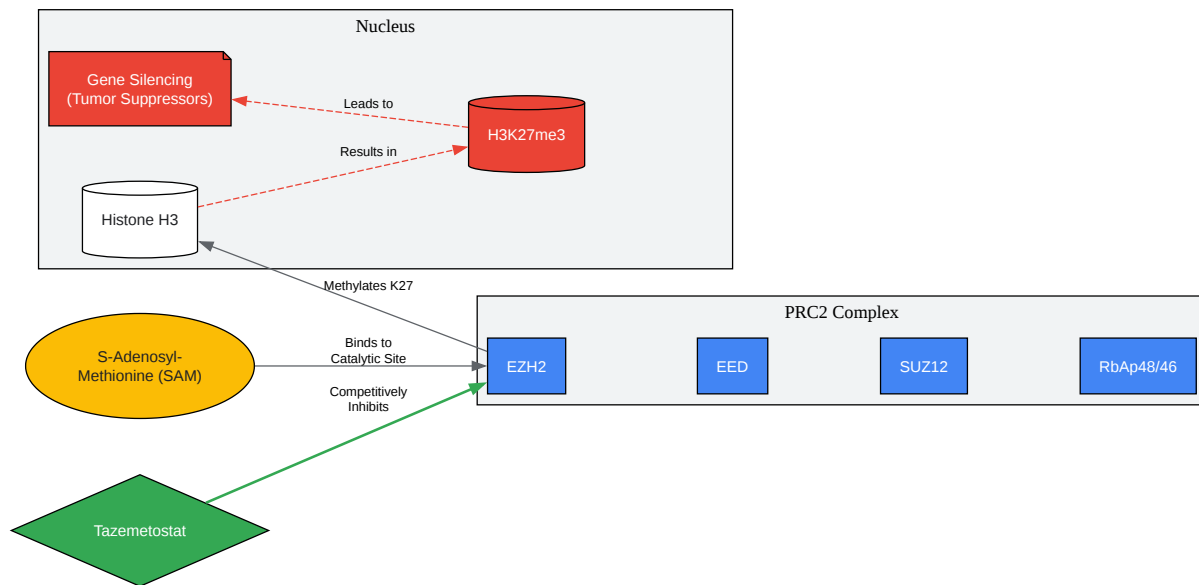 Nucleus
Gene Silencing
(Tumor Suppressors)
Leads to
H3K27me3
Results in
Histone H3
Methylates K27
PRC2 Complex
S-Adenosyl-
Methionine (SAM)
Binds to
Catalytic Site
EZH2
EED
SUZ12
RbAp48/46
Competitively
Inhibits
Tazemetostat